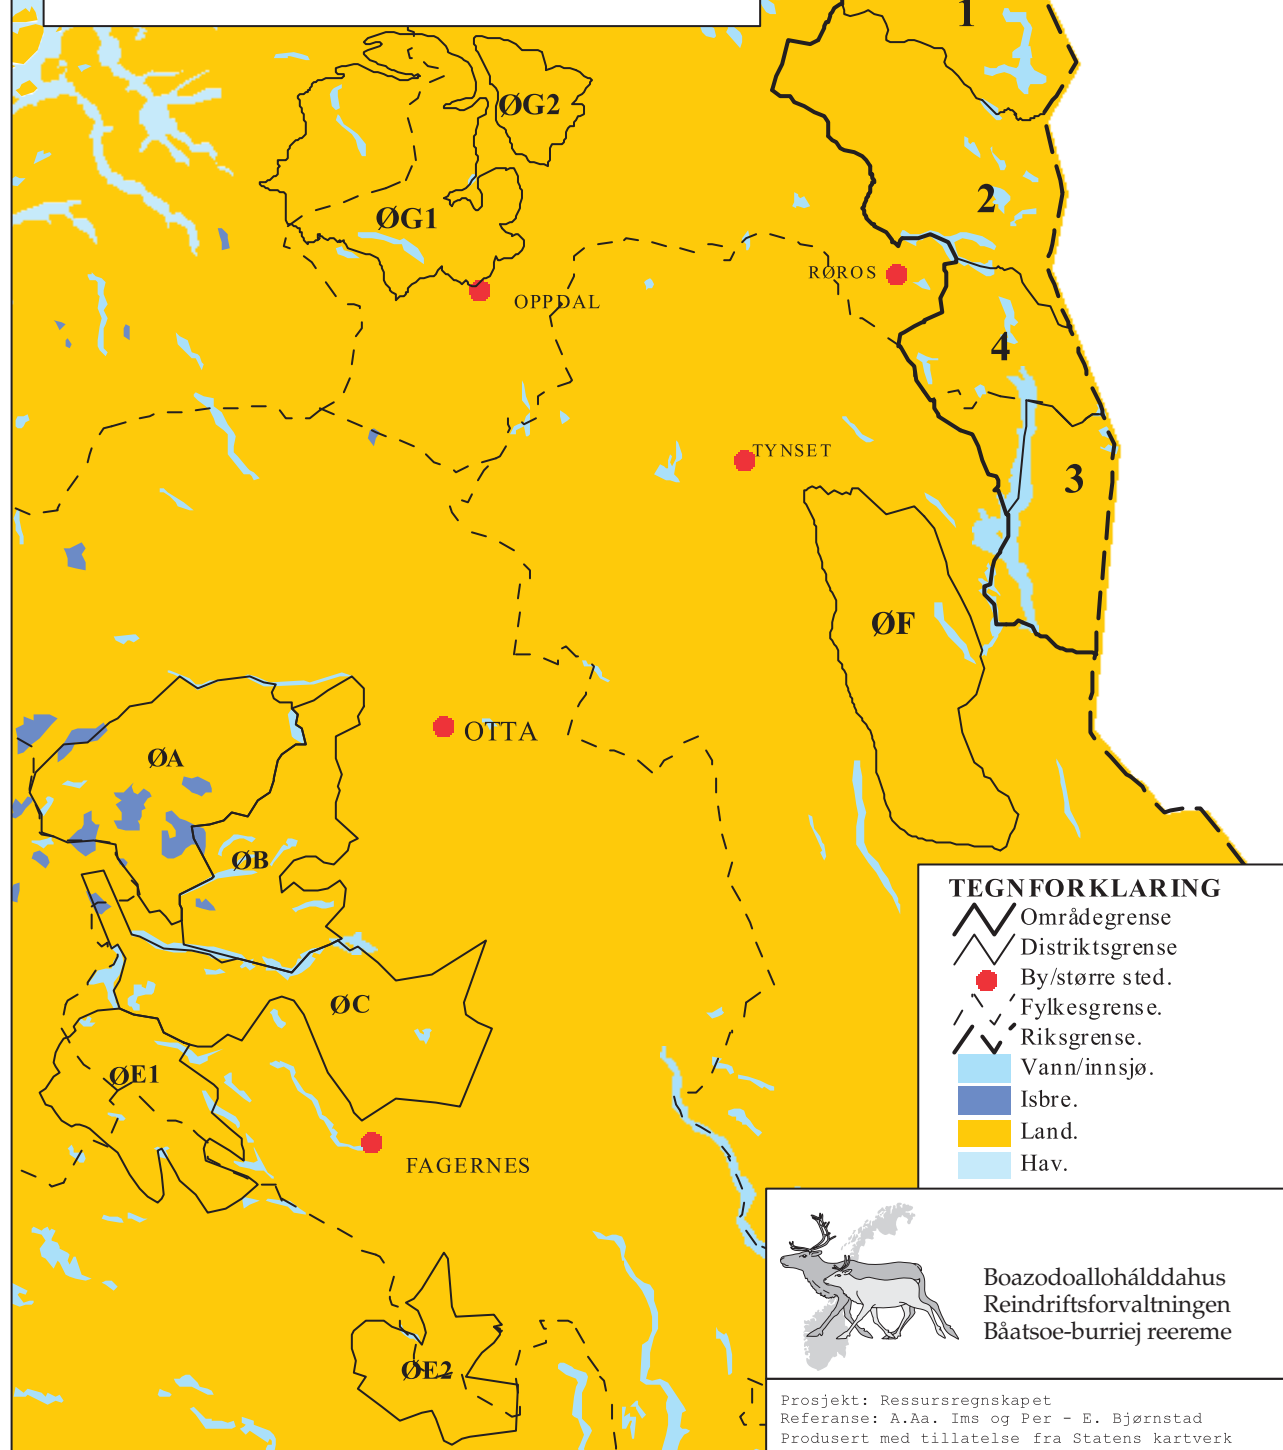 1
ØG2
2
ØG1
RØROS
OPPDAL
4
TYNSET
3
ØF
OTTA
ØA
ØB
TEGNFORKLARING
Områdegrense
Distriktsgrense
By/større sted.
Fylkesgrense.
Riksgrense.
Vann/innsjø.
Isbre.
Land.
Hav.
ØC
ØE1
FAGERNES
Boazodoallohálddahus
Reindriftsforvaltningen
Båatsoe-burriej reereme
ØE2
Prosjekt: Ressursregnskapet
Referanse: A.Aa. Ims og Per - E. Bjørnstad
Produsert med tillatelse fra Statens kartverk